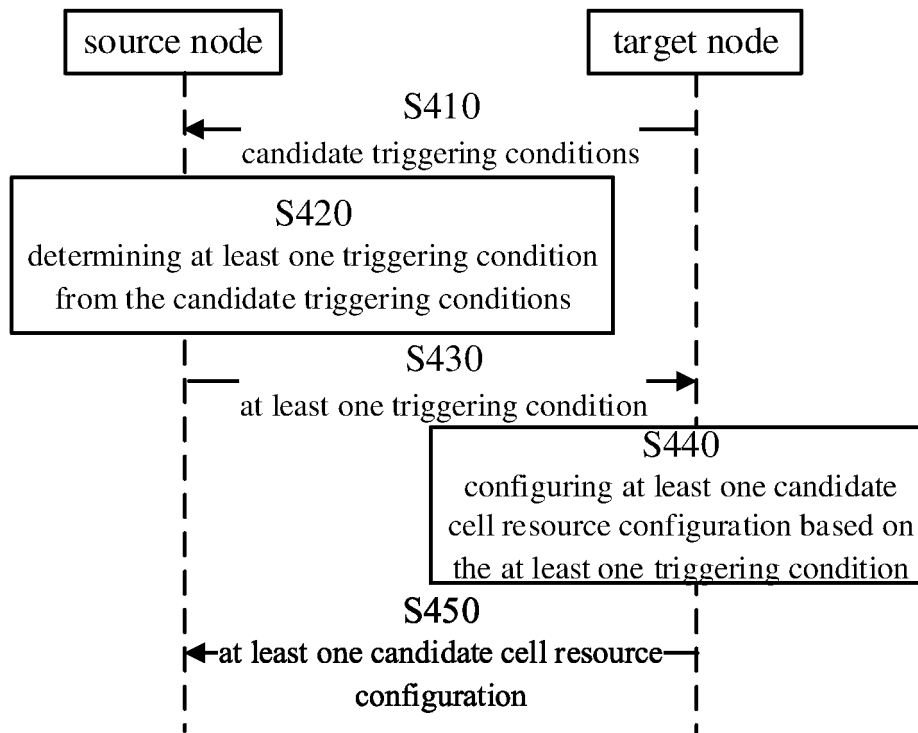 source node
target node
S410
candidate triggering conditions
S420
determining at least one triggering condition
from the candidate triggering conditions
S430
at least one triggering condition
S440
configuring at least one candidate
cell resource configuration based on
the at least one triggering condition
S450
at least one candidate cell resource
configuration